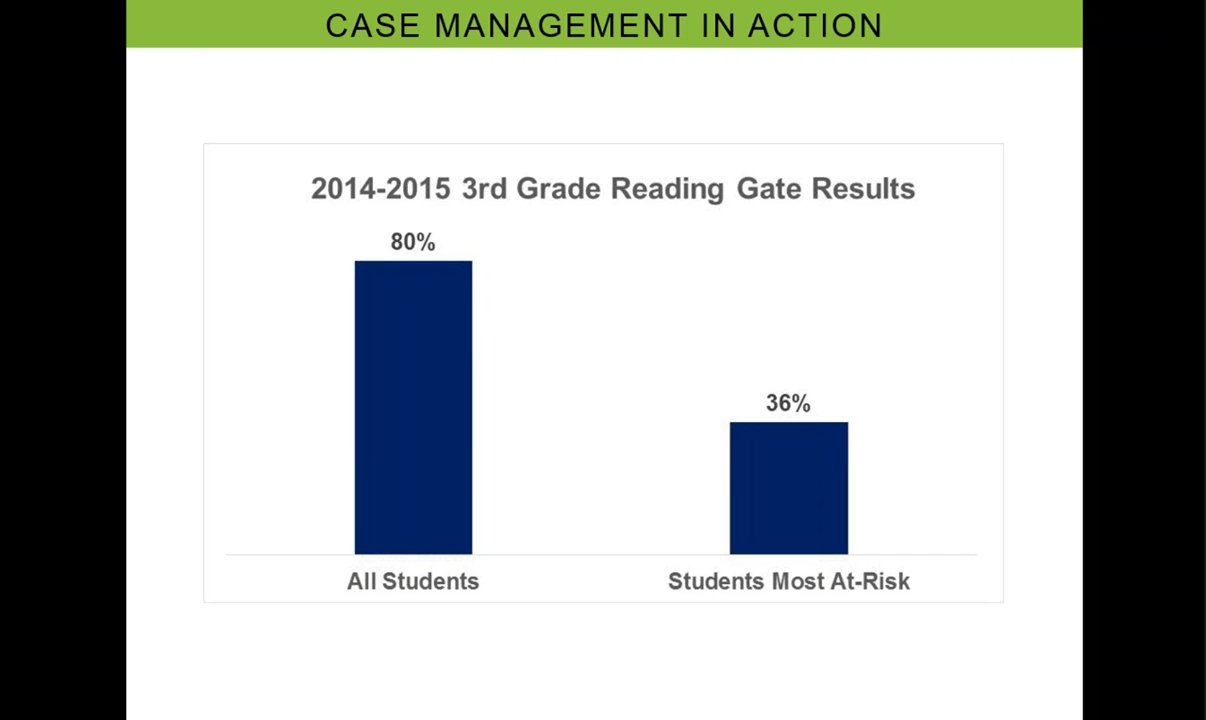 CASE MANAGEMENT IN ACTION
2014-2015 3rd Grade Reading Gate Results
80%
36%
All Students
Students Most At-Risk